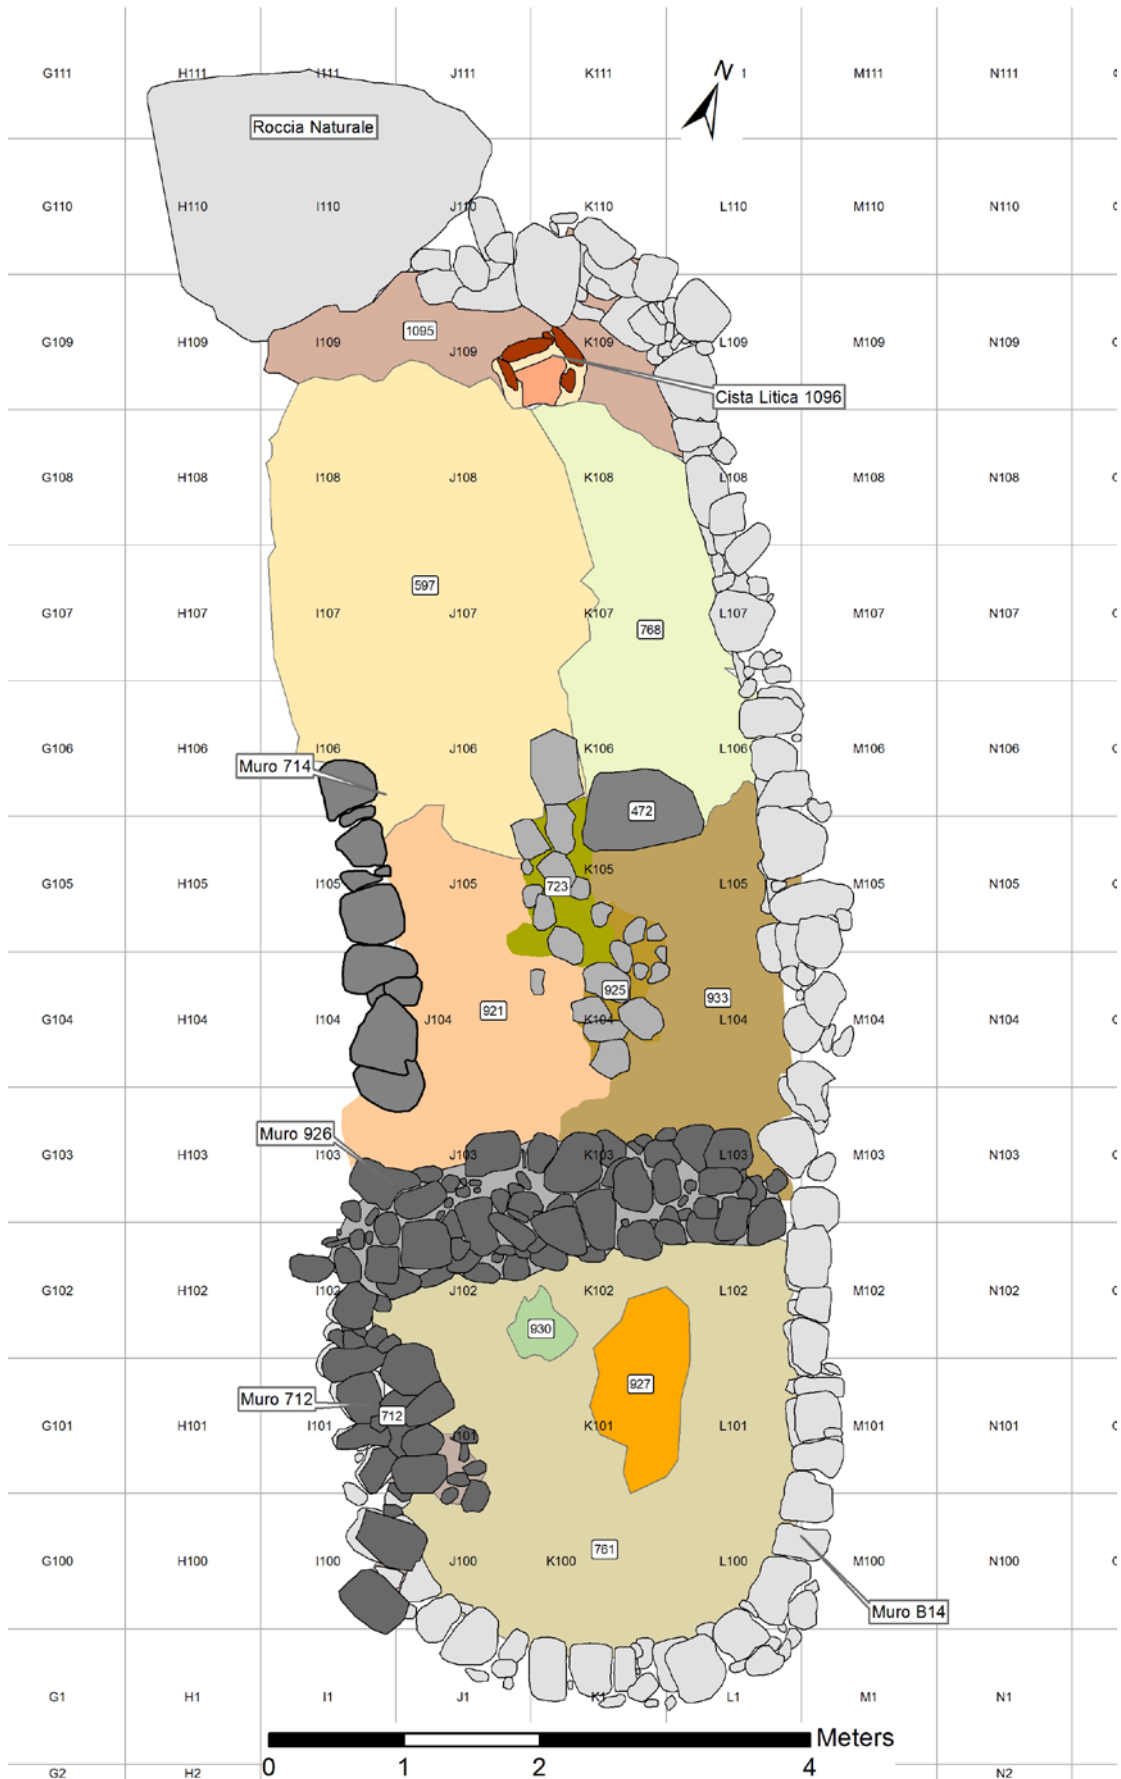 G111 H111 I111 J111 K111 N 1 M111 N111
Roccia Naturale
G110 H110 I110 J110 K110 L110 M110 N110
1095
G109 H109 I109 J109 K109 L109 M109 N109
Cista Litica 1096
G108 H108 I108 J108 K108 L108 M108 N108
597
G107 H107 I107 J107 K107 L107 M107 N107
768
G106 H106 I106 J106 K106 L106 M106 N106
Muro 714
472
K105
G105 H105 I105 J105 723 L105 M105 N105
925 933
921
G104 H104 I104 J104 K104 L104 M104 N104
Muro 926
G103 H103 I103 J103 K103 L103 M103 N103
G102 H102 I102 J102 K102 L102 M102 N102
930
927
Muro 712
712
G101 H101 I101 101 K101 L101 M101 N101
761
G100 H100 I100 J100 K100 L100 M100 N100
Muro B14
G1 H1 I1 J1 K1 L1 M1 N1
Meters
0 1 2 4
G2 H2 N2